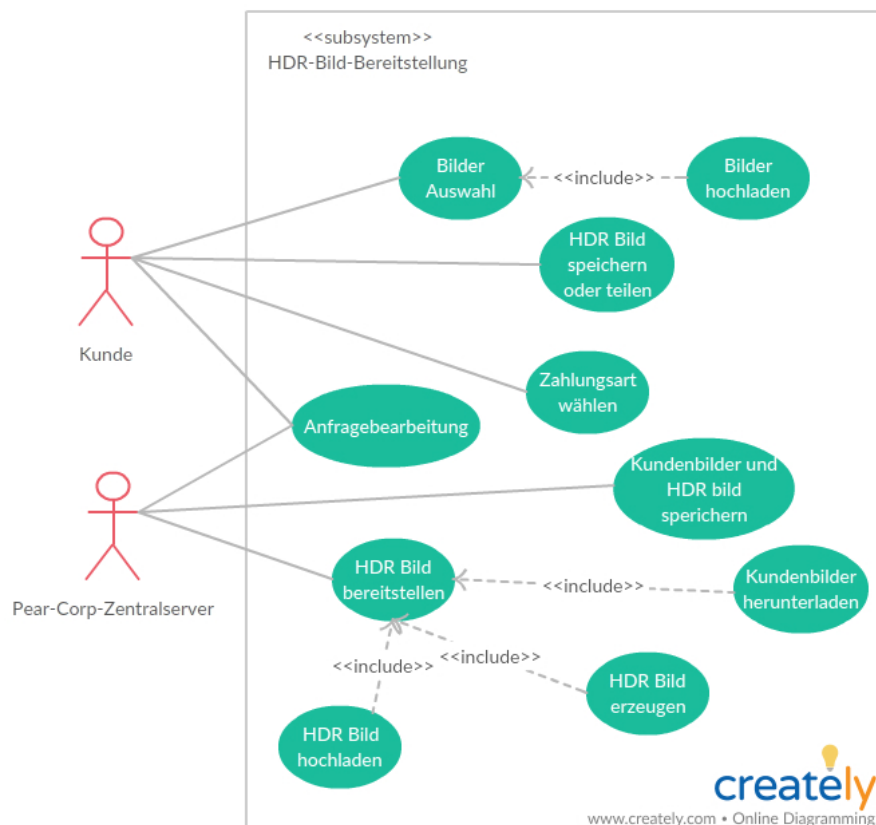 <<subsystem>>
HDR-Bild-Bereitstellung
Bilder
Auswahl
<<include>>
Bilder
hochladen
HDR Bild
speichern
oder teilen
Kunde
Zahlungsart
wählen
Anfragebearbeitung
Kundenbilder und
HDR bild
sperichern
Pear-Corp-Zentralserver
HDR Bild
bereitstellen
<<include>>
Kundenbilder
herunterladen
<<include>>
<<include>>
HDR Bild
erzeugen
HDR Bild
hochladen
creately
www.creately.com • Online Diagramming